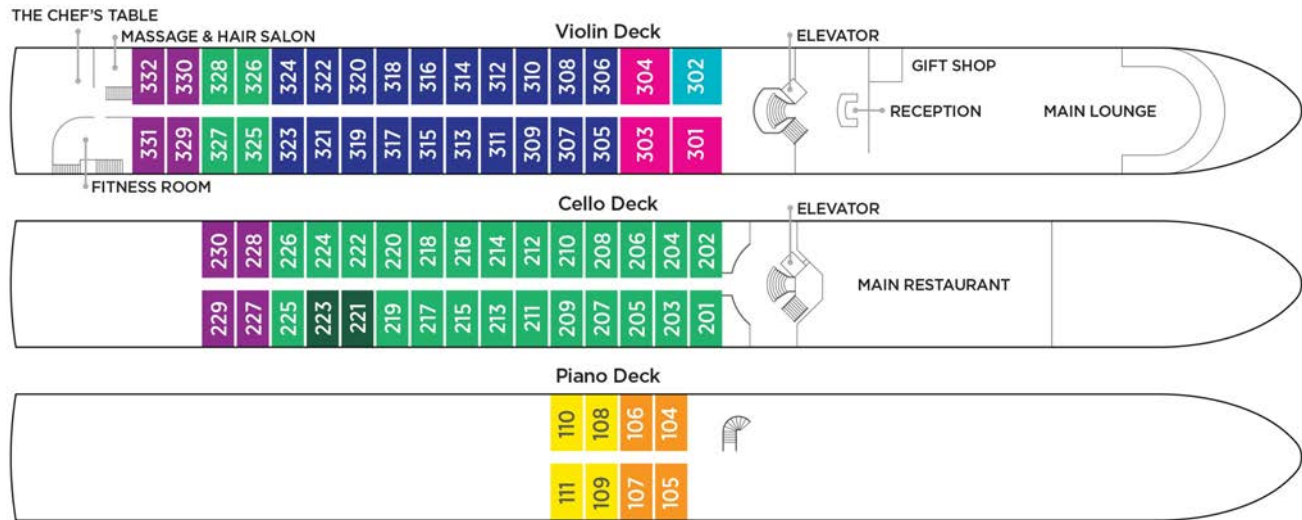 THE CHEF'S TABLE
MASSAGE & HAIR SALON
Violin Deck
ELEVATOR
332 330 328 326 324 322 320 318 316 314 312 310 308 306 304 302
GIFT SHOP
RECEPTION
MAIN LOUNGE
331 329 327 325 323 321 319 317 315 313 311 309 307 305 303 301
FITNESS ROOM
Cello Deck
ELEVATOR
230 228 226 224 222 220 218 216 214 212 210 208 206 204 202
MAIN RESTAURANT
229 227 225 223 221 219 217 215 213 211 209 207 205 203 201
Piano Deck
110 108 106 104
111 109 107 105